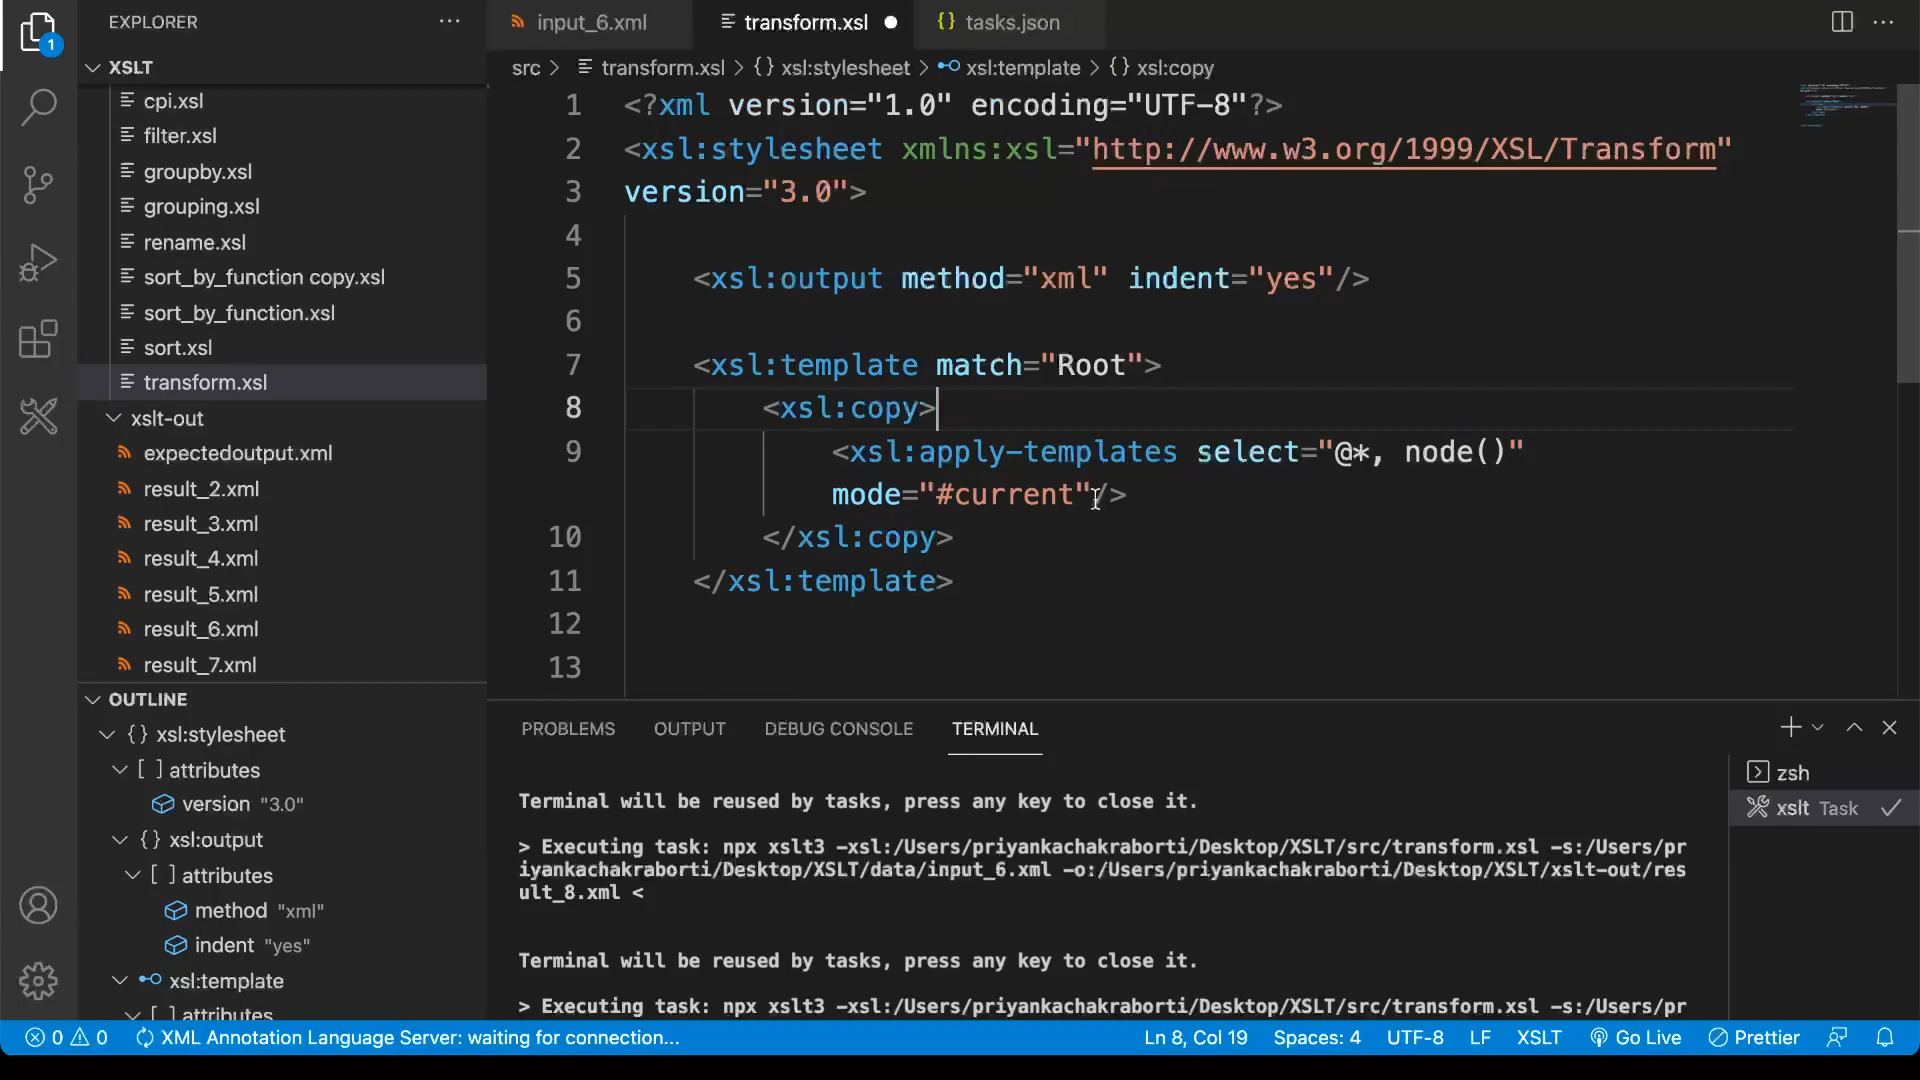 EXPLORER
XSLT
cpi.xsl
filter.xsl
groupby.xsl
grouping.xsl
rename.xsl
sort_by_function copy.xsl
sort_by_function.xsl
sort.xsl
transform.xsl
xslt-out
expectedoutput.xml
result_2.xml
result_3.xml
result_4.xml
result_5.xml
result_6.xml
result_7.xml
OUTLINE
{} xsl:stylesheet
[ ] attributes
version "3.0"
{} xsl:output
[ ] attributes
method "xml"
indent "yes"
xsl:template
[ ] attributes
1
input_6.xml
transform.xsl
{} tasks.json
src > transform.xsl > {} xsl:stylesheet > xsl:template > {} xsl:copy
1 <?xml version="1.0" encoding="UTF-8"?>
2 <xsl:stylesheet xmlns:xsl="http://www.w3.org/1999/XSL/Transform"
3 version="3.0">
4
5 <xsl:output method="xml" indent="yes"/>
6
7 <xsl:template match="Root">
8 <xsl:copy>
9 <xsl:apply-templates select="@*, node()"
mode="#current"/>
10 </xsl:copy>
11 </xsl:template>
12
13
PROBLEMS OUTPUT DEBUG CONSOLE TERMINAL
Terminal will be reused by tasks, press any key to close it.
> Executing task: npx xslt3 -xsl:/Users/priyankachakraborti/Desktop/XSLT/src/transform.xsl -s:/Users/pr
iyankachakraborti/Desktop/XSLT/data/input_6.xml -o:/Users/priyankachakraborti/Desktop/XSLT/xslt-out/res
ult_8.xml <
Terminal will be reused by tasks, press any key to close it.
> Executing task: npx xslt3 -xsl:/Users/priyankachakraborti/Desktop/XSLT/src/transform.xsl -s:/Users/pr
zsh
xslt Task
0 0 XML Annotation Language Server: waiting for connection... Ln 8, Col 19 Spaces: 4 UTF-8 LF XSLT Go Live Prettier